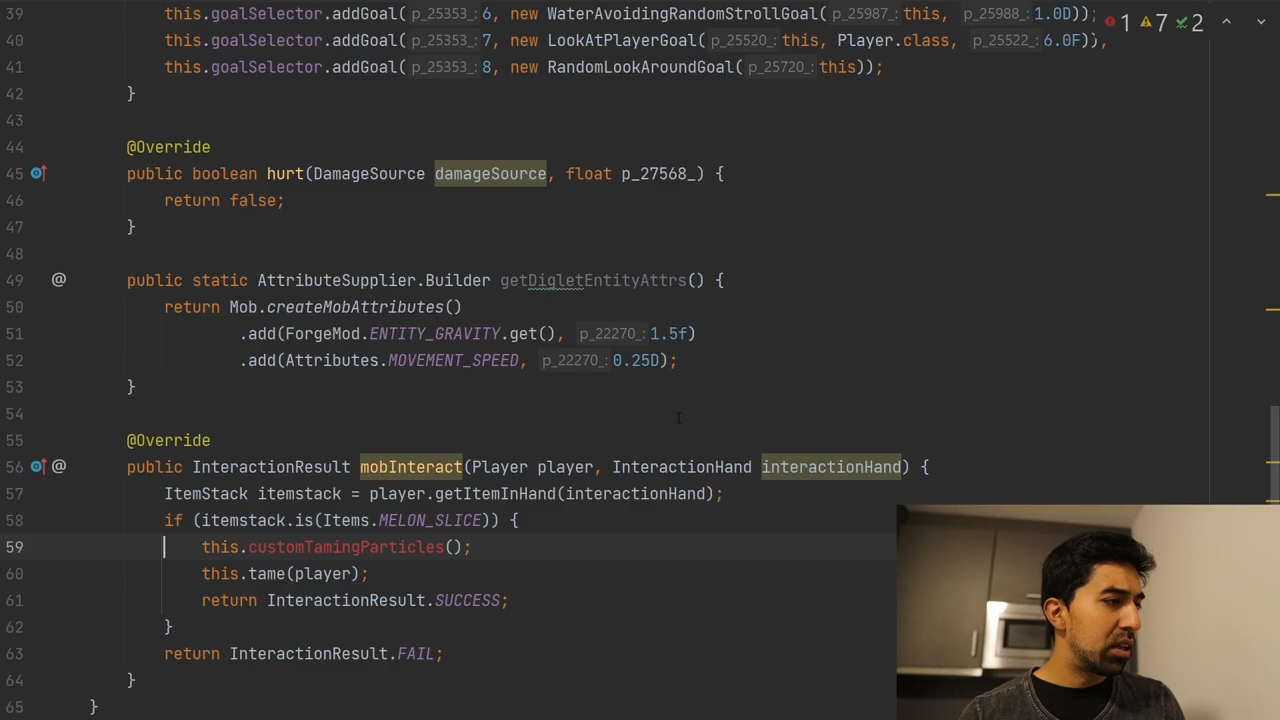 39 this.goalSelector.addGoal( p_25353_: 6, new WaterAvoidingRandomStrollGoal( p_25987_: this, p_25988_: 1.0D)); 1 7 2
40 this.goalSelector.addGoal( p_25353_: 7, new LookAtPlayerGoal( p_25520_: this, Player.class, p_25522_: 6.0F));
41 this.goalSelector.addGoal( p_25353_: 8, new RandomLookAroundGoal( p_25720_: this));
42 }
43
44 @Override
45 public boolean hurt(DamageSource damageSource, float p_27568_) {
46 return false;
47 }
48
49 @ public static AttributeSupplier.Builder getDigletEntityAttrs() {
50 return Mob.createMobAttributes()
51 .add(ForgeMod.ENTITY_GRAVITY.get(), p_22270_: 1.5f)
52 .add(Attributes.MOVEMENT_SPEED, p_22270_: 0.25D);
53 }
54
55 @Override
56 @ public InteractionResult mobInteract(Player player, InteractionHand interactionHand) {
57 ItemStack itemstack = player.getItemInHand(interactionHand);
58 if (itemstack.is(Items.MELON_SLICE)) {
59 this.customTamingParticles();
60 this.tame(player);
61 return InteractionResult.SUCCESS;
62 }
63 return InteractionResult.FAIL;
64 }
65 }